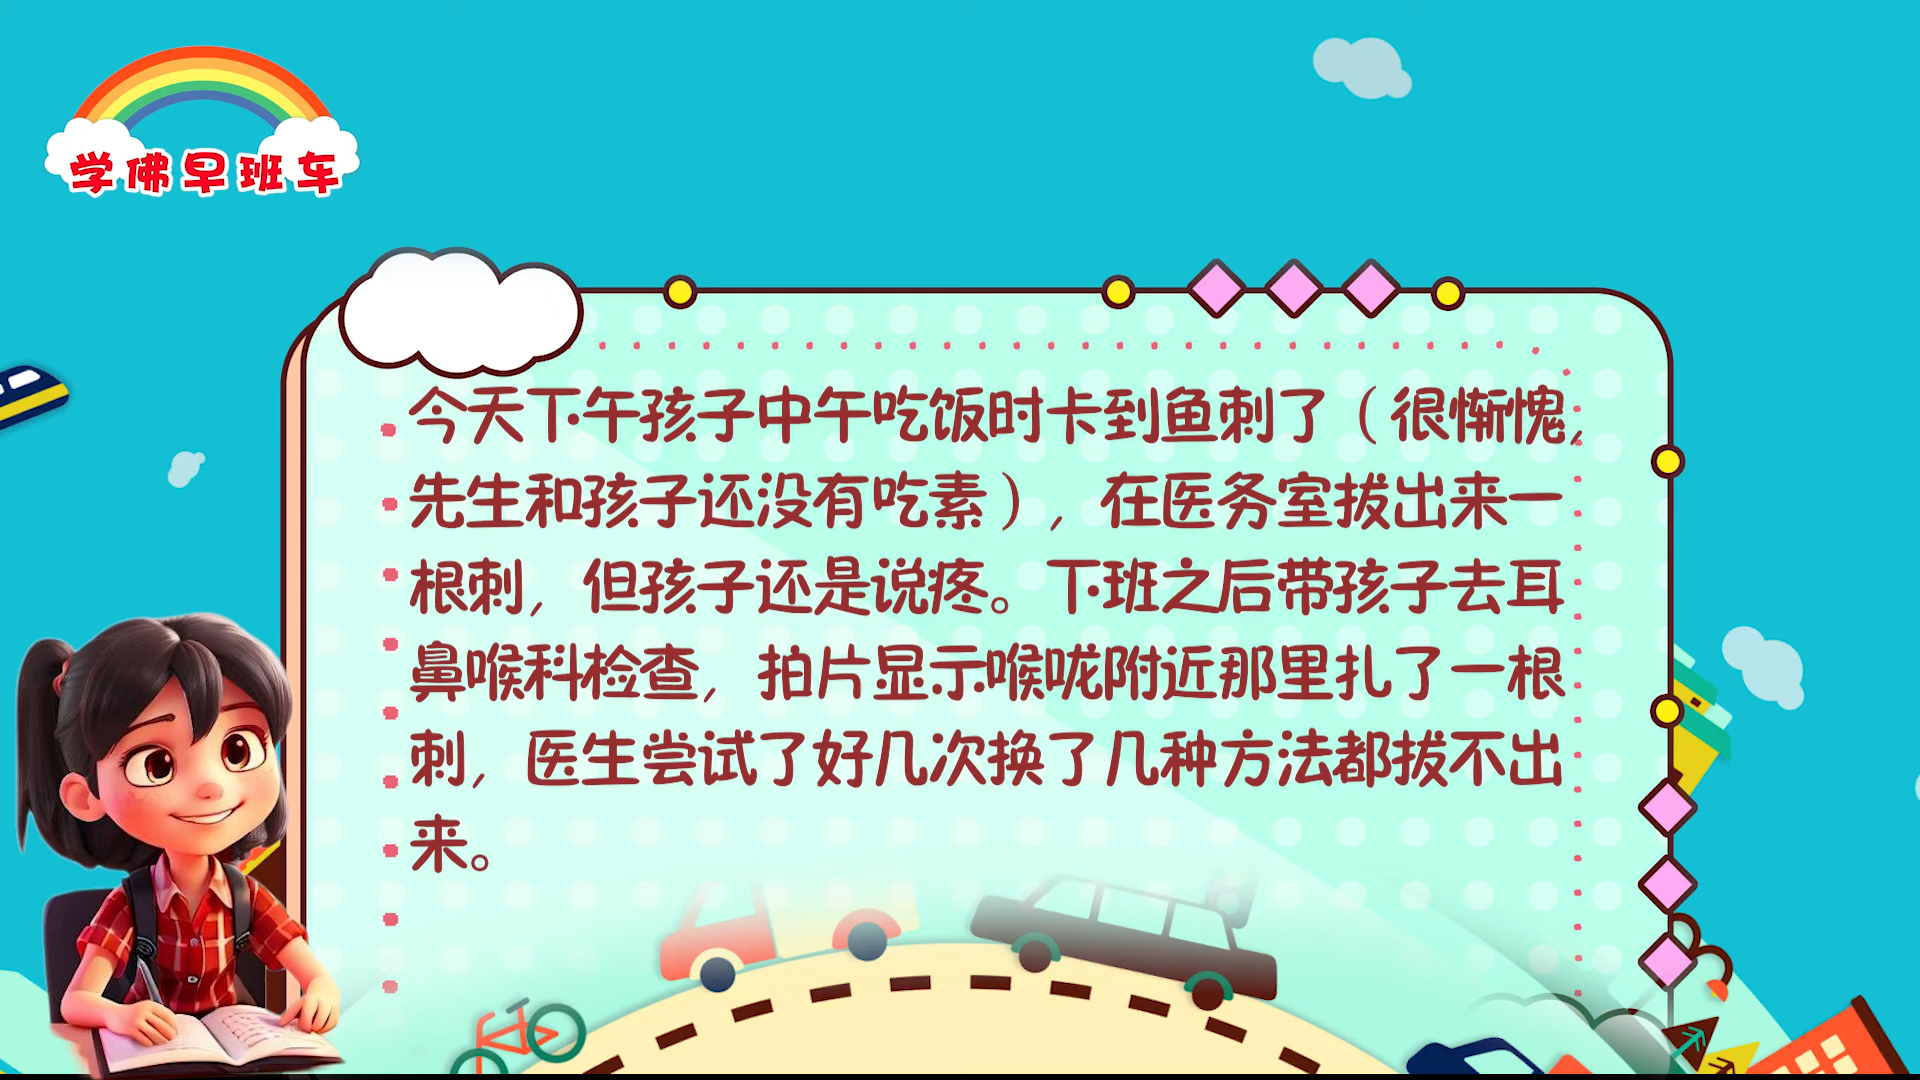 学佛早班车
今天下午孩子中午吃饭时卡到鱼刺了（很惭愧，
先生和孩子还没有吃素），在医务室拔出来一
根刺，但孩子还是说疼。下班之后带孩子去耳
鼻喉科检查，拍片显示喉咙附近那里扎了一根
刺，医生尝试了好几次换了几种方法都拔不出
来。